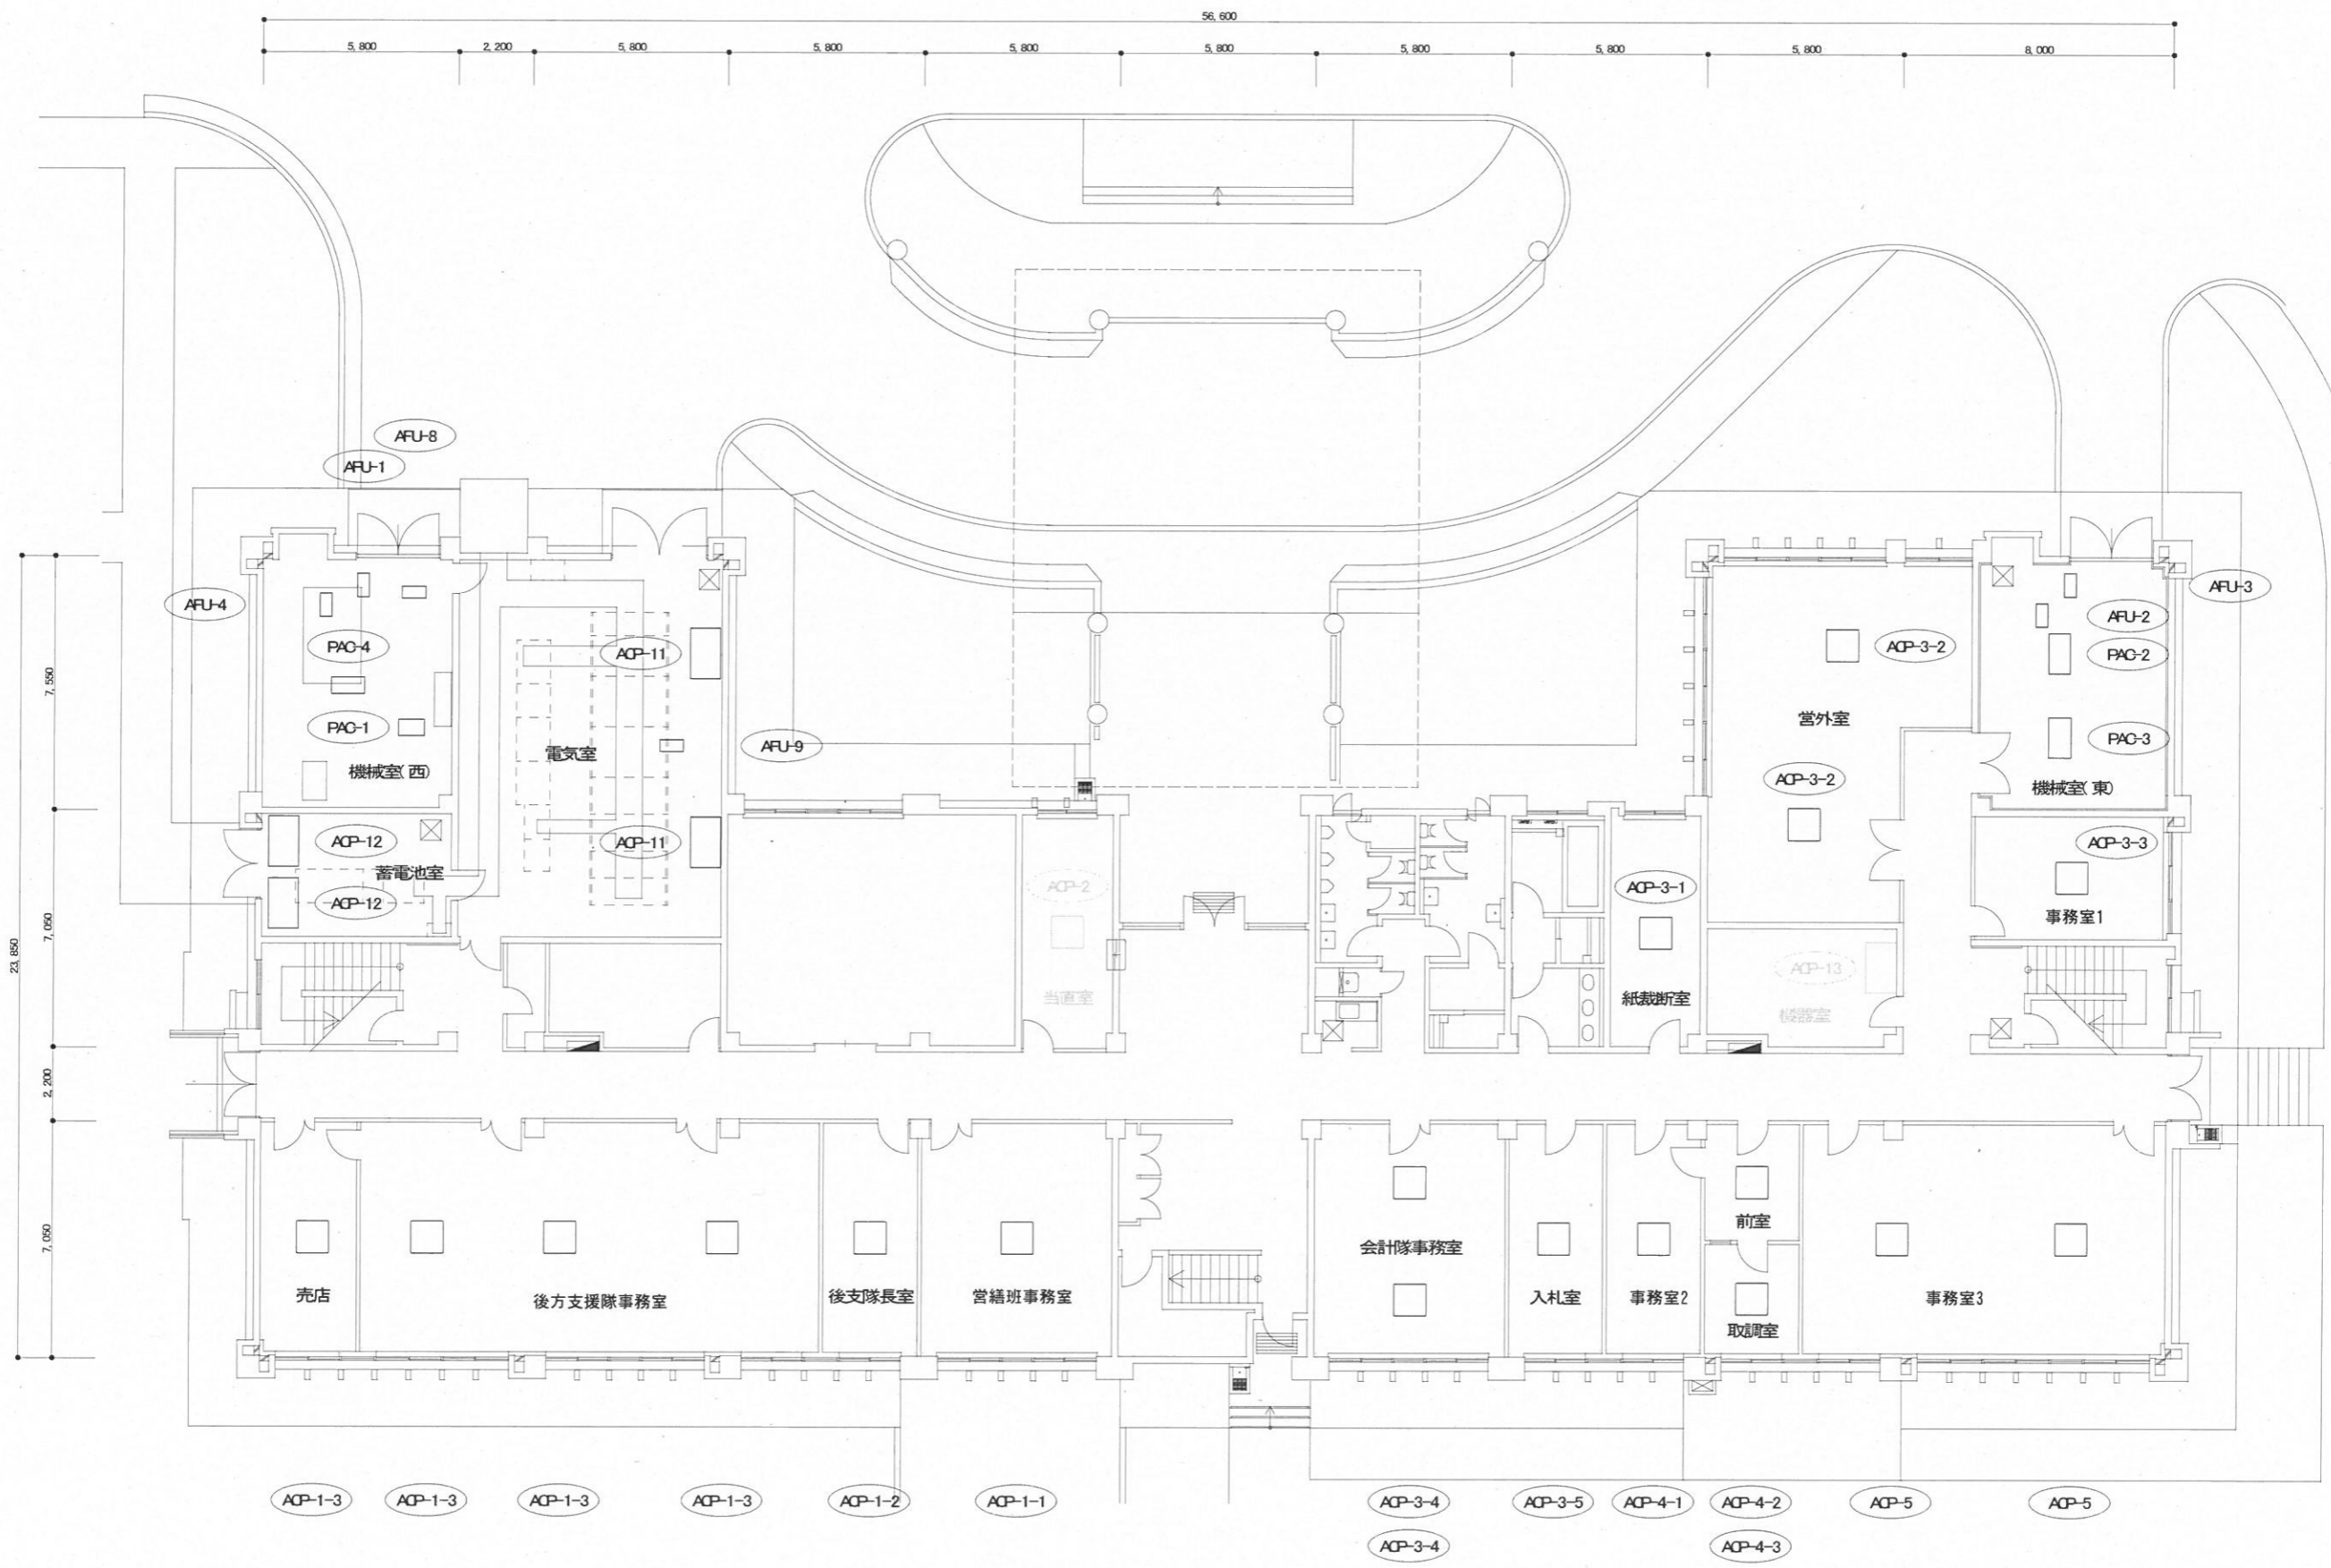 56,600
5,800
2,200
5,800
5,800
5,800
5,800
5,800
5,800
5,800
8,000
AFU-8
AFU-1
AFU-4
AFU-3
PAC-4
ACP-11
ACP-3-2
AFU-2
PAC-2
7,550
営外室
PAC-1
電気室
AFU-9
PAC-3
機械室(西)
ACP-3-2
機械室(東)
ACP-12
ACP-11
ACP-3-3
蓄電池室
ACP-2
ACP-3-1
ACP-12
事務室1
7,050
23,850
ACP-13
当直室
紙裁断室
機器室
2,200
7,050
前室
会計隊事務室
売店
後方支援隊事務室
後支隊長室
営繕班事務室
入札室
事務室2
事務室3
取調室
ACP-1-3
ACP-1-3
ACP-1-3
ACP-1-3
ACP-1-2
ACP-1-1
ACP-3-4
ACP-3-5
ACP-4-1
ACP-4-2
ACP-5
ACP-5
ACP-3-4
ACP-4-3